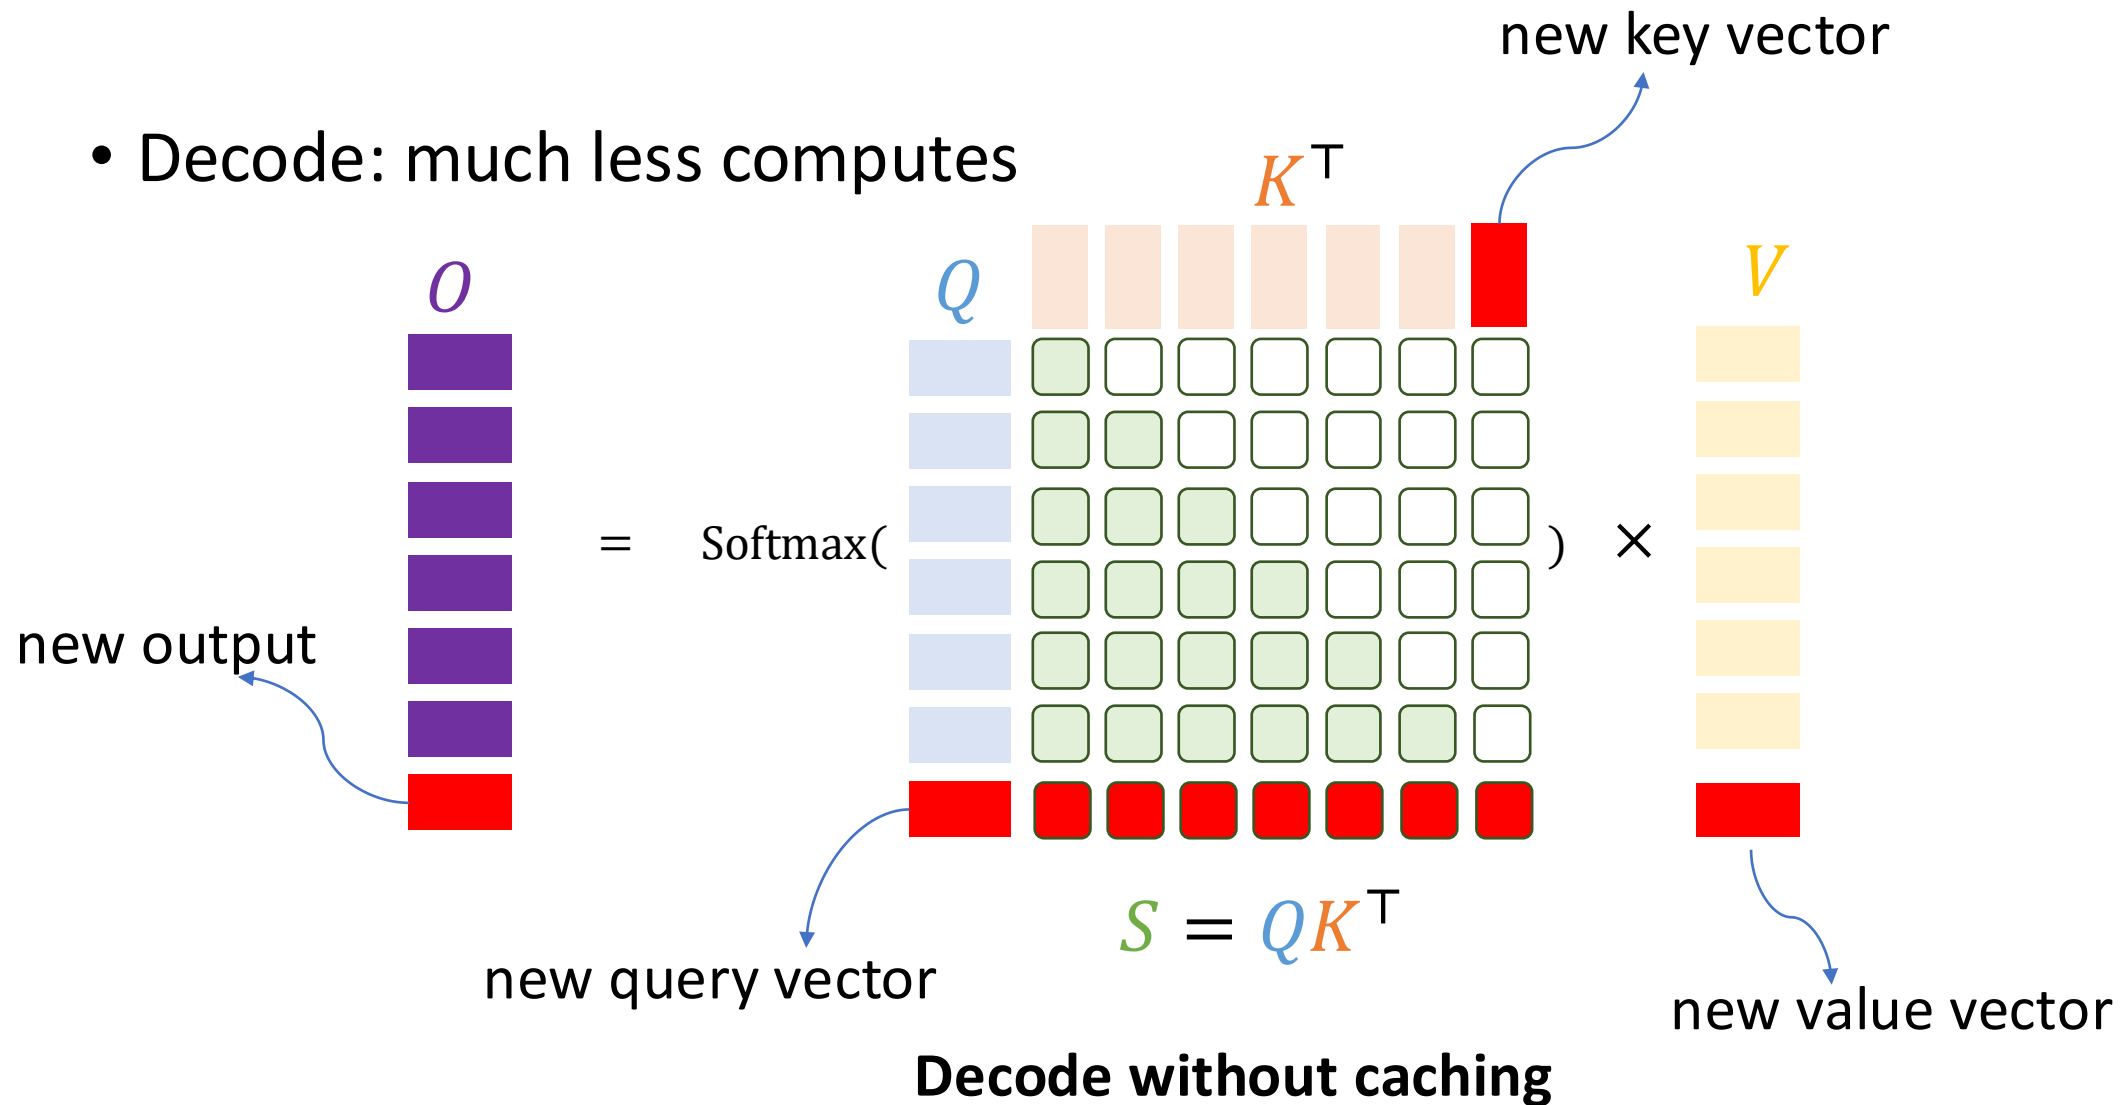 new key vector
• Decode: much less computes
K⊤
O
Q
V
= Softmax( ) ×
new output
S = QK⊤
new query vector
new value vector
Decode without caching